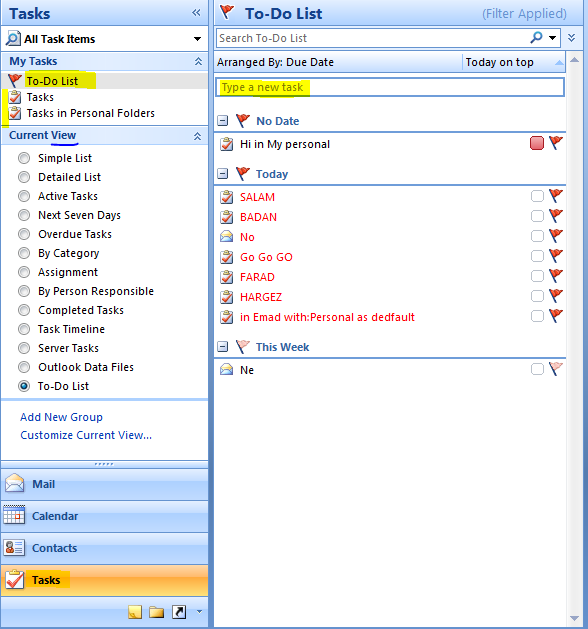 Tasks
All Task Items
My Tasks
To-Do List
Tasks
Tasks in Personal Folders
Current View
Simple List
Detailed List
Active Tasks
Next Seven Days
Overdue Tasks
By Category
Assignment
By Person Responsible
Completed Tasks
Task Timeline
Server Tasks
Outlook Data Files
To-Do List
Add New Group
Customize Current View...
Mail
Calendar
Contacts
Tasks
To-Do List (Filter Applied)
Search To-Do List
Arranged By: Due Date Today on top
Type a new task
No Date
Hi in My personal
Today
SALAM
BADAN
No
Go Go GO
FARAD
HARGEZ
in Emad with:Personal as dedfault
This Week
Ne